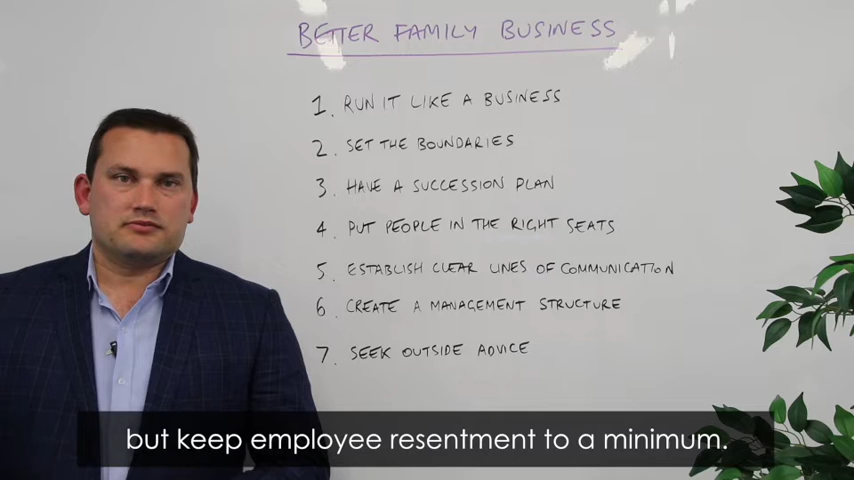 BETTER FAMILY BUSINESS
1. RUN IT LIKE A BUSINESS
2. SET THE BOUNDARIES
3. HAVE A SUCCESSION PLAN
4. PUT PEOPLE IN THE RIGHT SEATS
5. ESTABLISH CLEAR LINES OF COMMUNICATION
6. CREATE A MANAGEMENT STRUCTURE
7. SEEK OUTSIDE ADVICE
but keep employee resentment to a minimum.